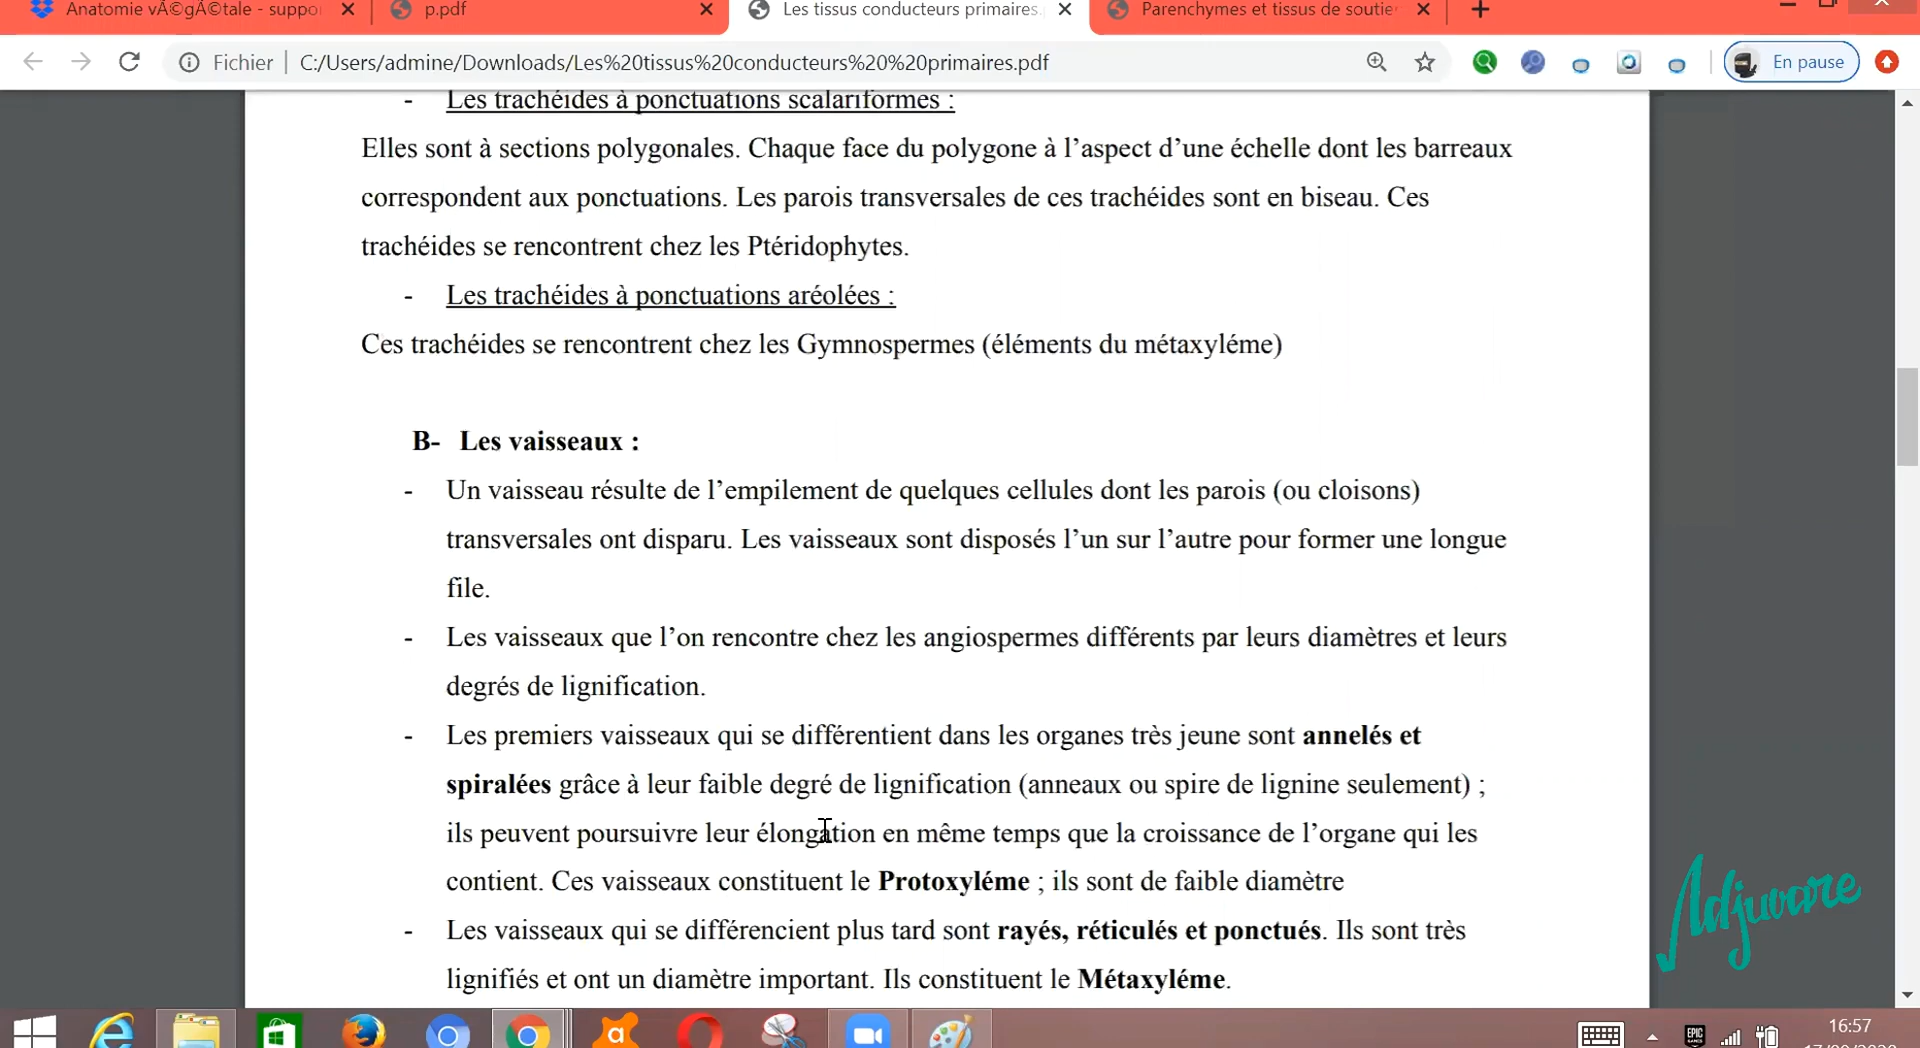 Anatomie vÃ©gÃ©tale - suppo
p.pdf
Les tissus conducteurs primaires.
Parenchymes et tissus de soutie
Fichier
C:/Users/admine/Downloads/Les%20tissus%20conducteurs%20%20primaires.pdf
En pause
- Les trachéides à ponctuations scalariformes :
Elles sont à sections polygonales. Chaque face du polygone à l’aspect d’une échelle dont les barreaux
correspondent aux ponctuations. Les parois transversales de ces trachéides sont en biseau. Ces
trachéides se rencontrent chez les Ptéridophytes.
- Les trachéides à ponctuations aréolées :
Ces trachéides se rencontrent chez les Gymnospermes (éléments du métaxyléme)
B- Les vaisseaux :
- Un vaisseau résulte de l’empilement de quelques cellules dont les parois (ou cloisons)
transversales ont disparu. Les vaisseaux sont disposés l’un sur l’autre pour former une longue
file.
- Les vaisseaux que l’on rencontre chez les angiospermes différents par leurs diamètres et leurs
degrés de lignification.
- Les premiers vaisseaux qui se différentient dans les organes très jeune sont annelés et
spiralées grâce à leur faible degré de lignification (anneaux ou spire de lignine seulement) ;
ils peuvent poursuivre leur élongation en même temps que la croissance de l’organe qui les
contient. Ces vaisseaux constituent le Protoxyléme ; ils sont de faible diamètre
- Les vaisseaux qui se différencient plus tard sont rayés, réticulés et ponctués. Ils sont très
lignifiés et ont un diamètre important. Ils constituent le Métaxyléme.
Adjuvare
EPIC
GAMES
16:57